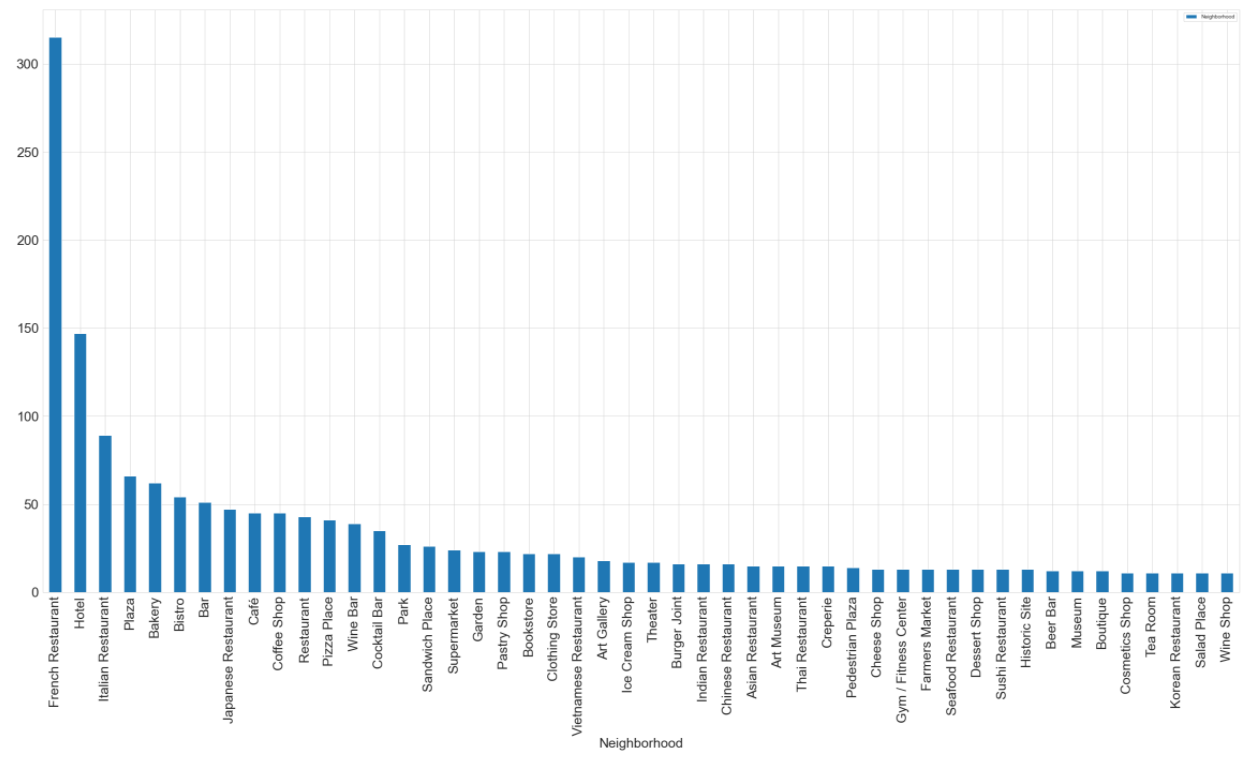 Neighborhood
300
250
200
150
100
50
0
French Restaurant
Hotel
Italian Restaurant
Plaza
Bakery
Bistro
Bar
Japanese Restaurant
Café
Coffee Shop
Restaurant
Pizza Place
Wine Bar
Cocktail Bar
Park
Sandwich Place
Supermarket
Garden
Pastry Shop
Bookstore
Clothing Store
Vietnamese Restaurant
Art Gallery
Ice Cream Shop
Theater
Burger Joint
Indian Restaurant
Chinese Restaurant
Asian Restaurant
Art Museum
Thai Restaurant
Creperie
Pedestrian Plaza
Cheese Shop
Gym / Fitness Center
Farmers Market
Seafood Restaurant
Dessert Shop
Sushi Restaurant
Historic Site
Beer Bar
Museum
Boutique
Cosmetics Shop
Tea Room
Korean Restaurant
Salad Place
Wine Shop
Neighborhood